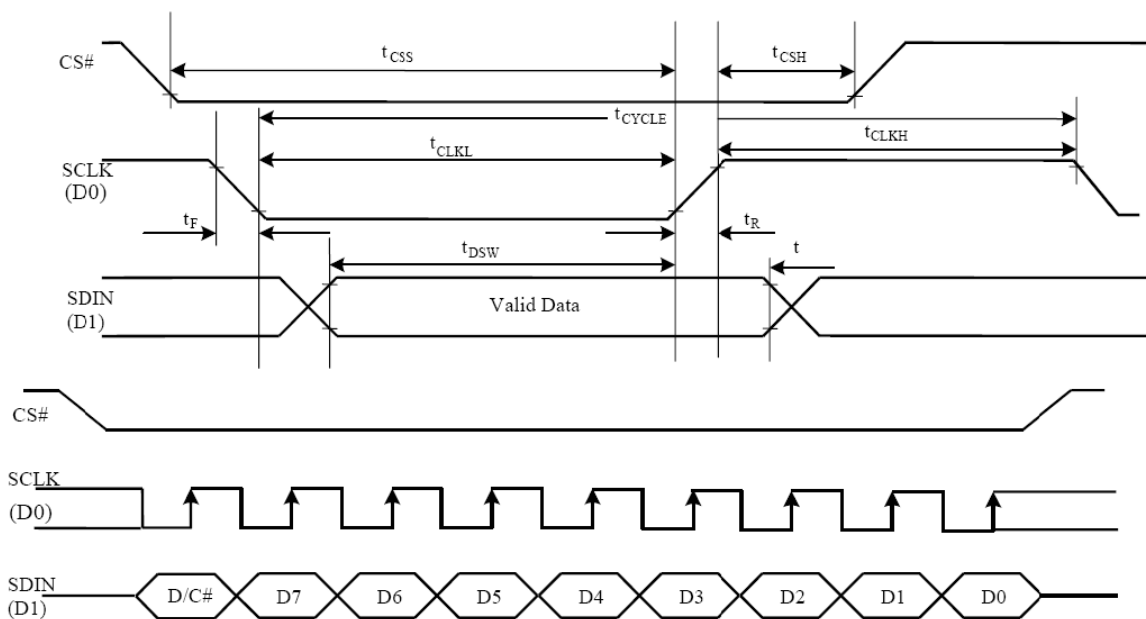 CS#
tCSS
tCSH
tCYCLE
tCLKL
tCLKH
SCLK
(D0)
tF
tR
tDSW
t
SDIN
(D1)
Valid Data
CS#
SCLK
(D0)
SDIN
(D1)
D/C# D7 D6 D5 D4 D3 D2 D1 D0